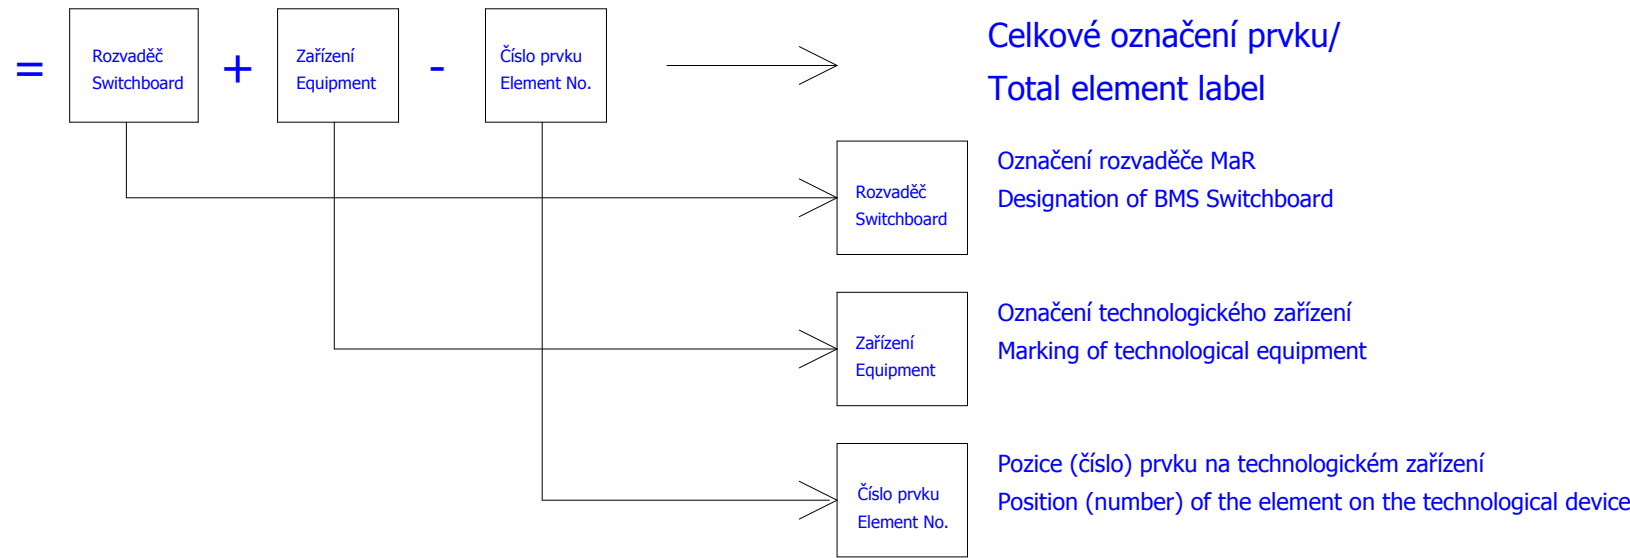 =
Rozvaděč
Switchboard
+
Zařízení
Equipment
-
Číslo prvku
Element No.
Celkové označení prvku/
Total element label
Rozvaděč
Switchboard
Označení rozvaděče MaR
Designation of BMS Switchboard
Zařízení
Equipment
Označení technologického zařízení
Marking of technological equipment
Číslo prvku
Element No.
Pozice (číslo) prvku na technologickém zařízení
Position (number) of the element on the technological device